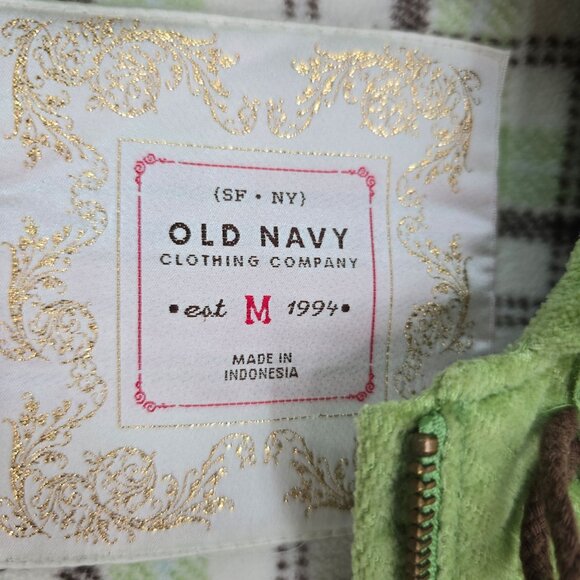 {SF • NY}
OLD NAVY
CLOTHING COMPANY
•est M 1994•
MADE IN
INDONESIA